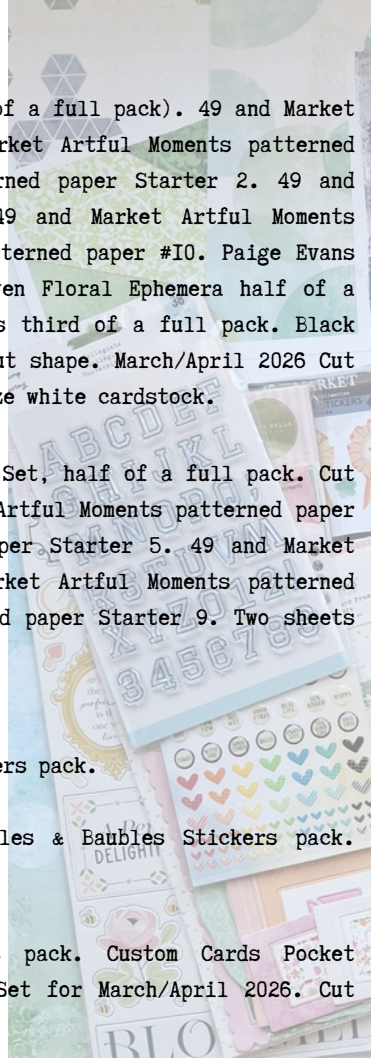 of a full pack). 49 and Market
rket Artful Moments patterned
rned paper Starter 2. 49 and
49 and Market Artful Moments
tterned paper #10. Paige Evans
ven Floral Ephemera half of a
s third of a full pack. Black
ut shape. March/April 2026 Cut
ze white cardstock.
Set, half of a full pack. Cut
Artful Moments patterned paper
per Starter 5. 49 and Market
rket Artful Moments patterned
d paper Starter 9. Two sheets
ers pack.
les & Baubles Stickers pack.
pack. Custom Cards Pocket
Set for March/April 2026. Cut
ABCDEF
GHIJKL
MNOPQR
STUVWX
YZ012
3456789
MARKET
STICKERS
DELIGHT
BLO